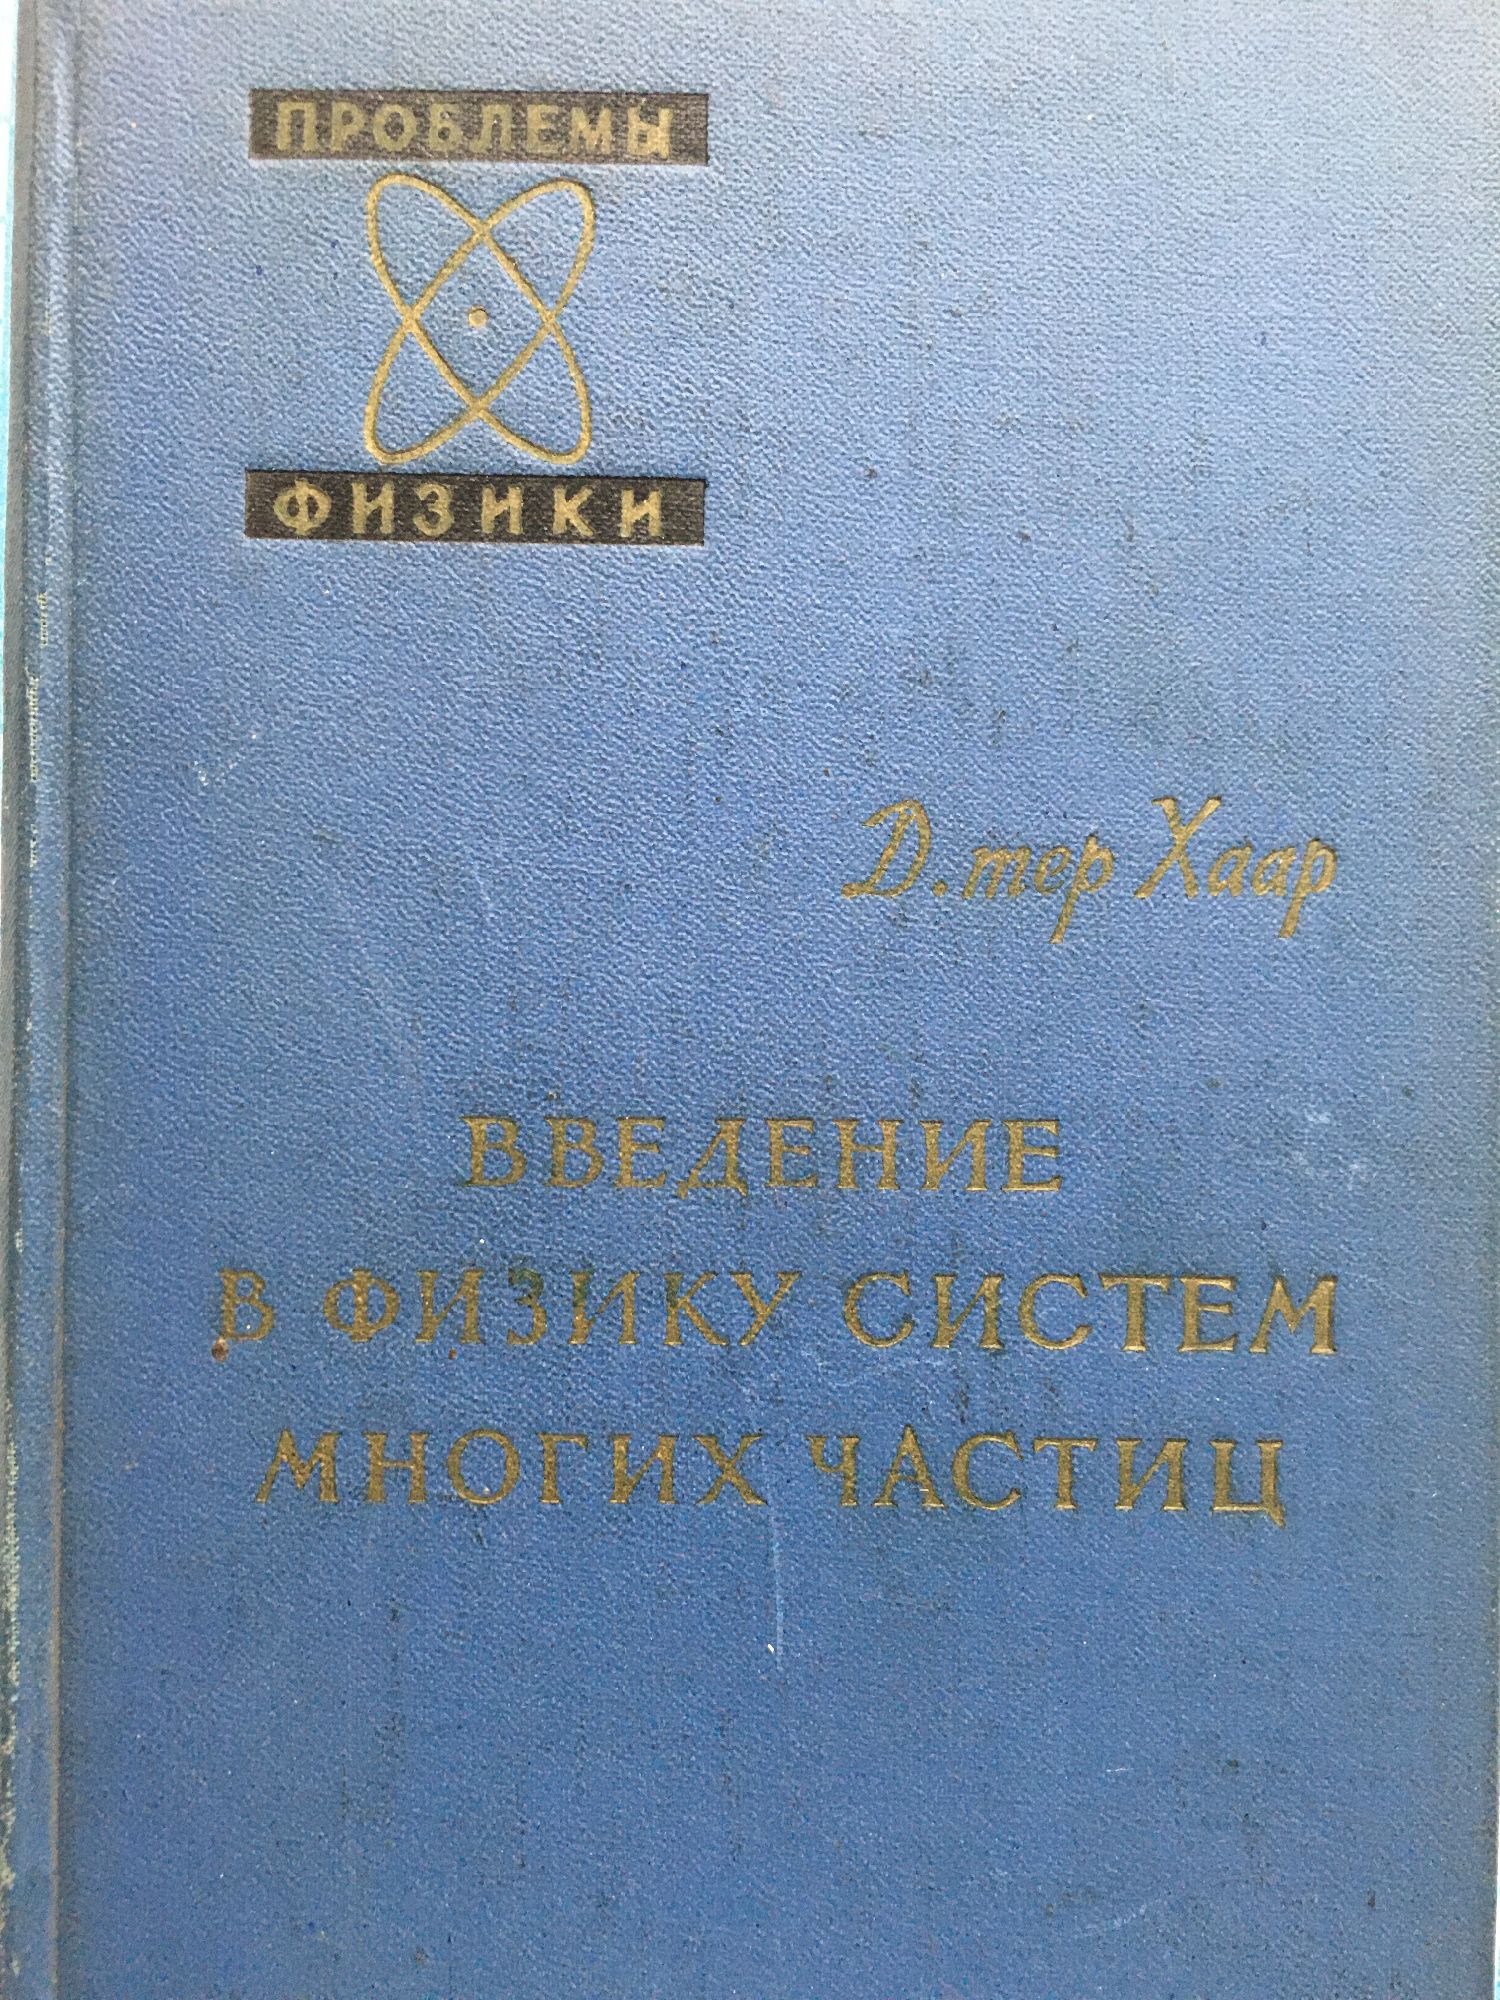 ПРОБЛЕМЫ
ФИЗИКИ
Д. тер Хаар
ВВЕДЕНИЕ
В ФИЗИКУ СИСТЕМ
МНОГИХ ЧАСТИЦ